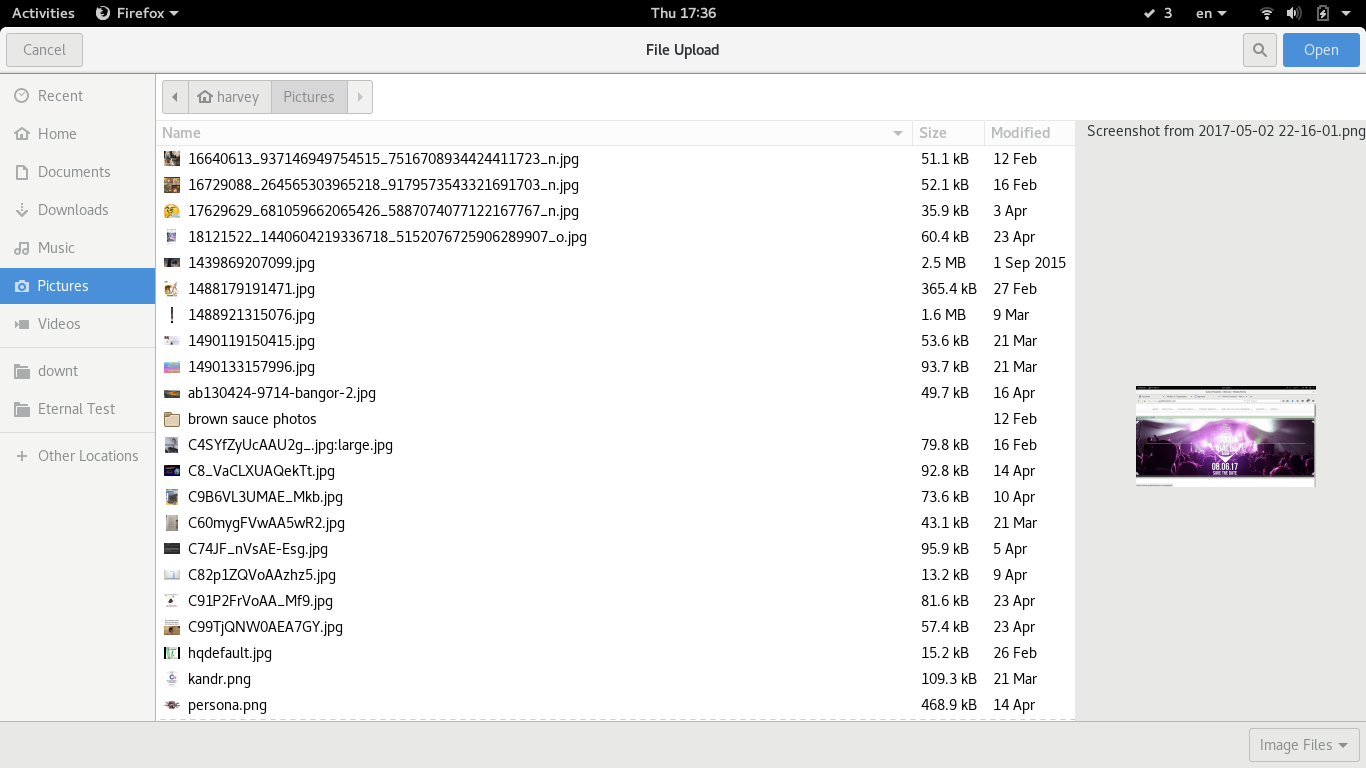 Activities Firefox Thu 17:36 3 en
Cancel File Upload Open
Recent
Home
Documents
Downloads
Music
Pictures
Videos
downt
Eternal Test
Other Locations
harvey Pictures
Name Size Modified
16640613_937146949754515_7516708934424411723_n.jpg 51.1 kB 12 Feb
16729088_264565303965218_9179573543321691703_n.jpg 52.1 kB 16 Feb
17629629_681059662065426_5887074077122167767_n.jpg 35.9 kB 3 Apr
18121522_1440604219336718_5152076725906289907_o.jpg 60.4 kB 23 Apr
1439869207099.jpg 2.5 MB 1 Sep 2015
1488179191471.jpg 365.4 kB 27 Feb
1488921315076.jpg 1.6 MB 9 Mar
1490119150415.jpg 53.6 kB 21 Mar
1490133157996.jpg 93.7 kB 21 Mar
ab130424-9714-bangor-2.jpg 49.7 kB 16 Apr
brown sauce photos 12 Feb
C4SYfZyUcAAU2g_.jpg:large.jpg 79.8 kB 16 Feb
C8_VaCLXUAQekTt.jpg 92.8 kB 14 Apr
C9B6VL3UMAE_Mkb.jpg 73.6 kB 10 Apr
C60mygFVwAA5wR2.jpg 43.1 kB 21 Mar
C74JF_nVsAE-Esg.jpg 95.9 kB 5 Apr
C82p1ZQVoAAzhz5.jpg 13.2 kB 9 Apr
C91P2FrVoAA_Mf9.jpg 81.6 kB 23 Apr
C99TjQNW0AEA7GY.jpg 57.4 kB 23 Apr
hqdefault.jpg 15.2 kB 26 Feb
kandr.png 109.3 kB 21 Mar
persona.png 468.9 kB 14 Apr
Screenshot from 2017-05-02 22-16-01.png
08.06.17
SAVE THE DATE
Image Files